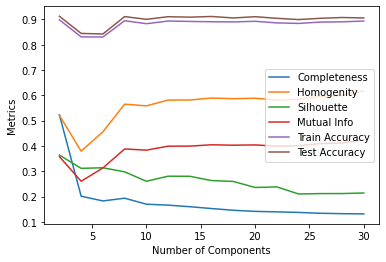 0.9
0.8
0.7
0.6
0.5
0.4
0.3
0.2
0.1
Metrics
Completeness
Homogenity
Silhouette
Mutual Info
Train Accuracy
Test Accuracy
5 10 15 20 25 30
Number of Components